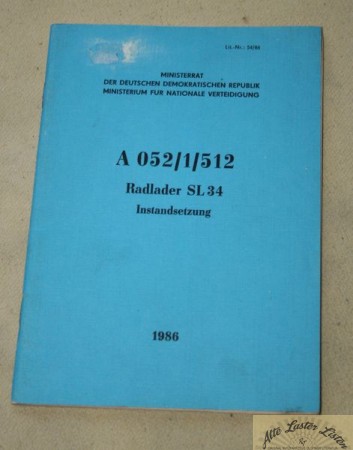 MINISTERRAT
DER DEUTSCHEN DEMOKRATISCHEN REPUBLIK
MINISTERIUM FÜR NATIONALE VERTEIDIGUNG
A 052/1/512
Radlader SL 34
Instandsetzung
1986
Alte Laster Listen